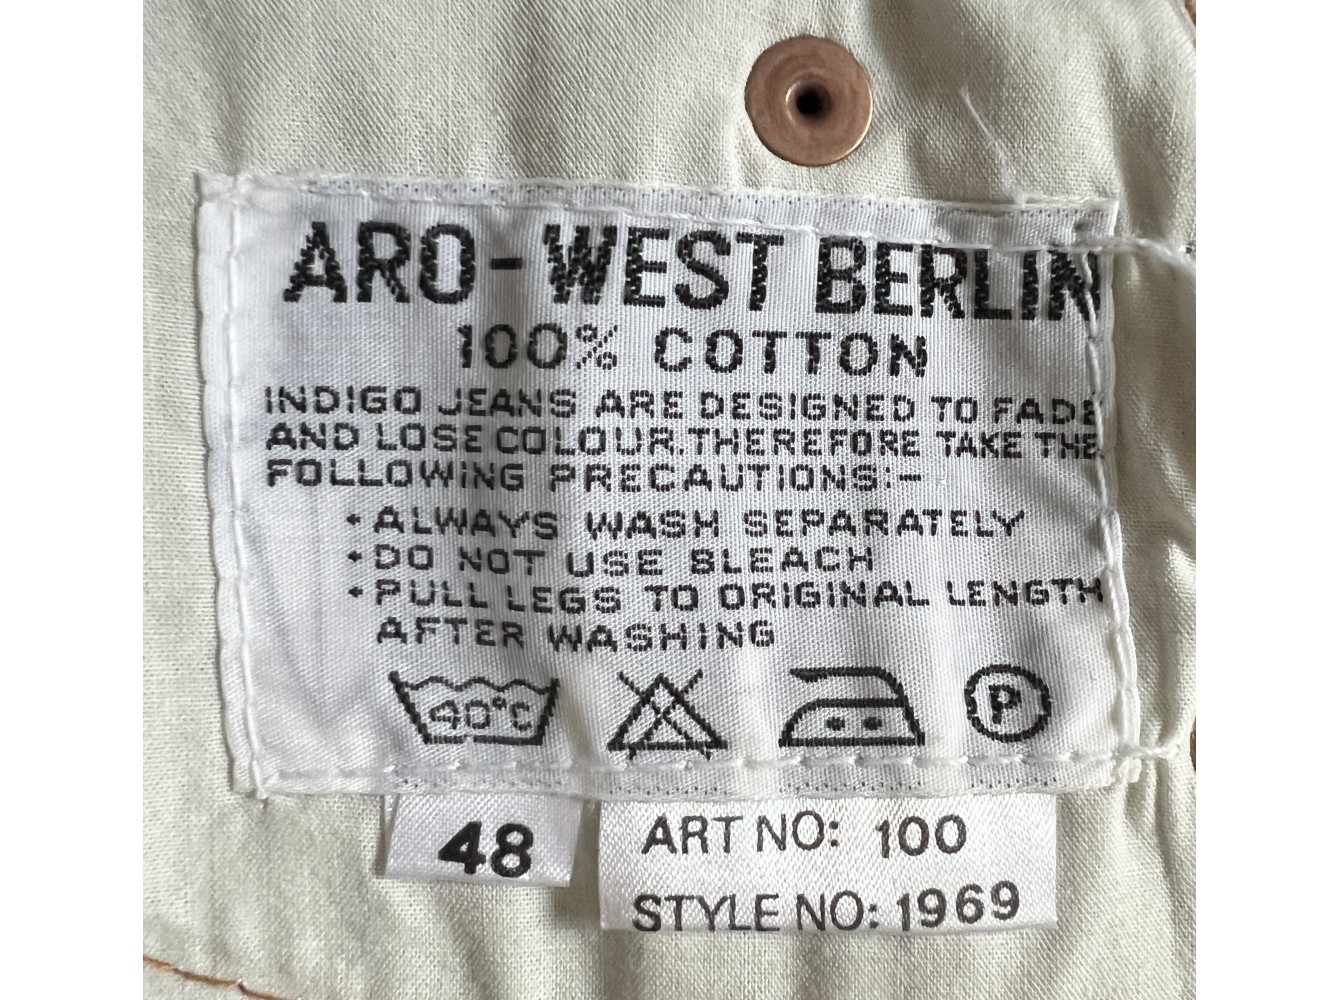 ARO-WEST BERLIN
100% COTTON
INDIGO JEANS ARE DESIGNED TO FADE
AND LOSE COLOUR.THEREFORE TAKE THE
FOLLOWING PRECAUTIONS:-
•ALWAYS WASH SEPARATELY
•DO NOT USE BLEACH
•PULL LEGS TO ORIGINAL LENGTH
AFTER WASHING
40°C
P
48
ART NO: 100
STYLE NO: 1969